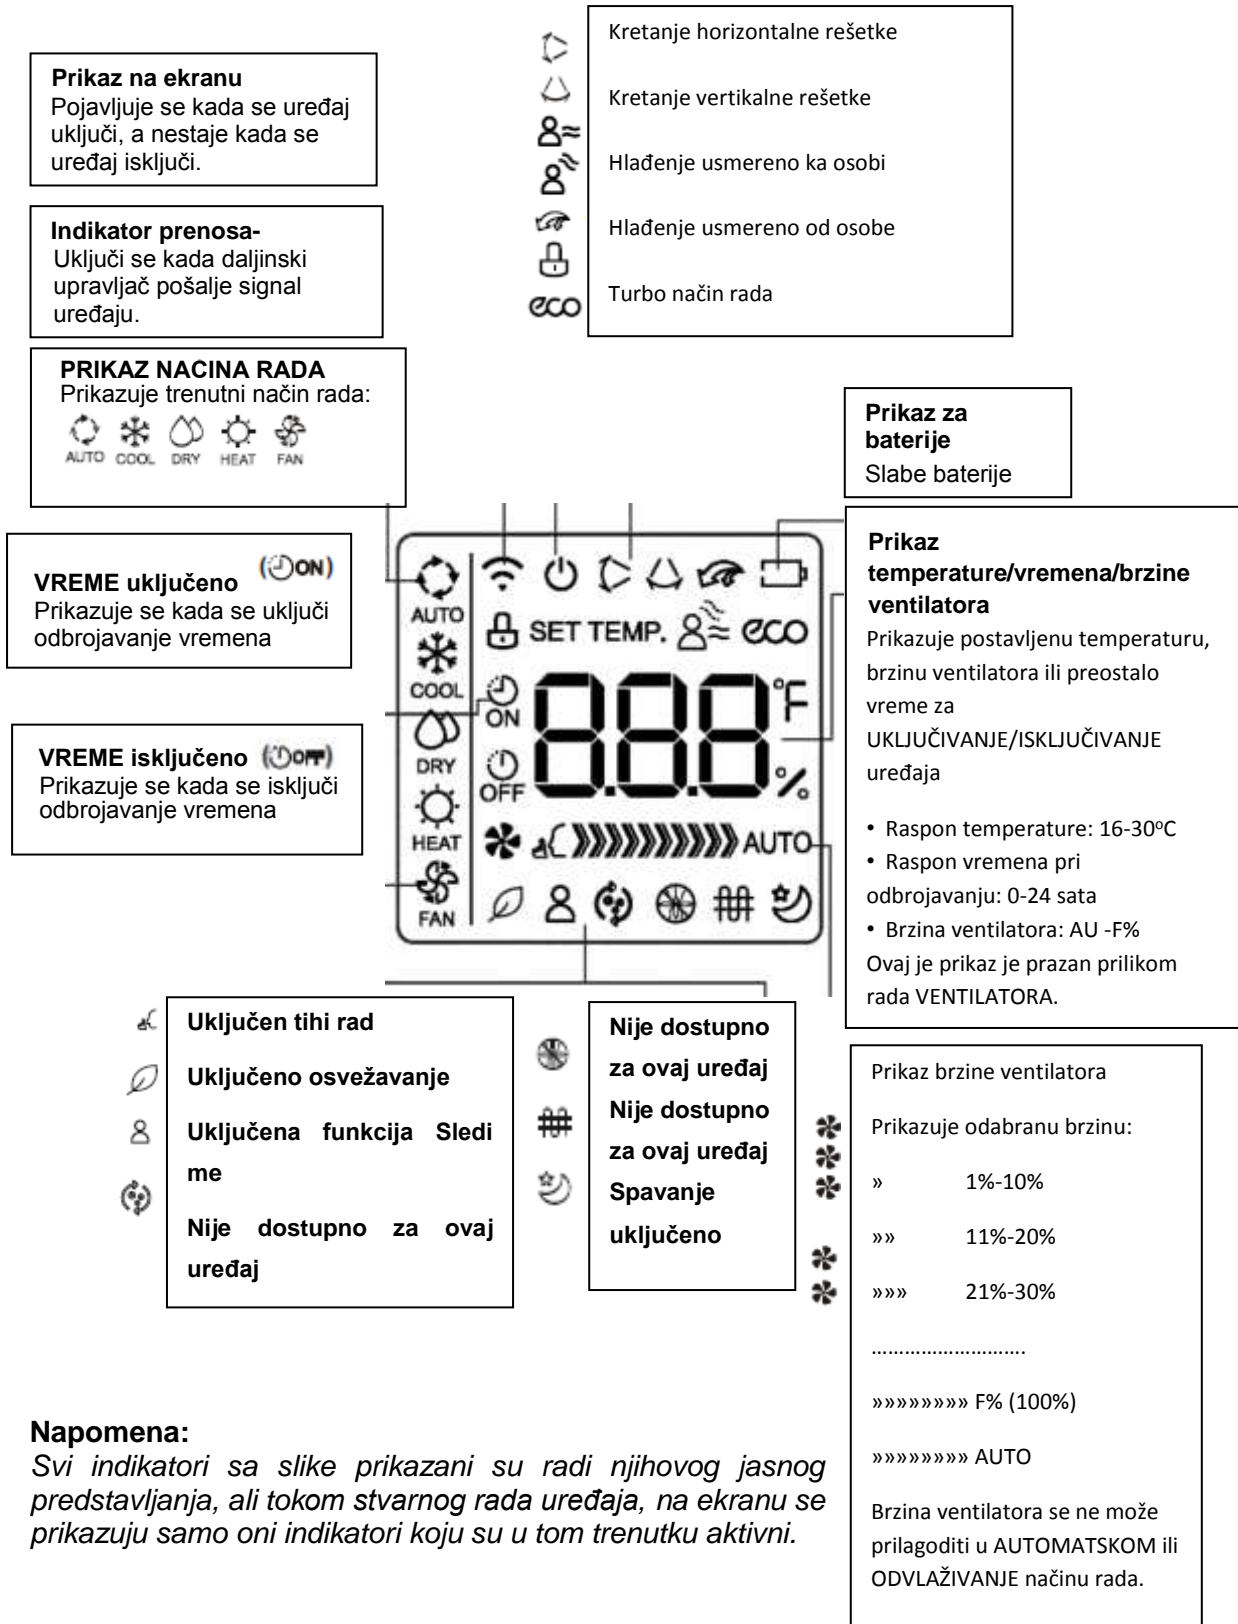 Kretanje horizontalne rešetke
Kretanje vertikalne rešetke
Hlađenje usmereno ka osobi
Hlađenje usmereno od osobe
Turbo način rada
eco
Prikaz na ekranu
Pojavljuje se kada se uređaj
uključi, a nestaje kada se
uređaj isključi.
Indikator prenosa-
Uključi se kada daljinski
upravljač pošalje signal
uređaju.
PRIKAZ NAČINA RADA
Prikazuje trenutni način rada:
AUTO COOL DRY HEAT FAN
Prikaz za
baterije
Slabe baterije
VREME uključeno (ON)
Prikazuje se kada se uključi
odbrojavanje vremena
VREME isključeno (OFF)
Prikazuje se kada se isključi
odbrojavanje vremena
AUTO
COOL
DRY
HEAT
FAN
SET TEMP. eco
ON
OFF
8.8.8
°F
%
AUTO
Prikaz
temperature/vremena/brzine
ventilatora
Prikazuje postavljenu temperaturu,
brzinu ventilatora ili preostalo
vreme za
UKLJUČIVANJE/ISKLJUČIVANJE
uređaja
• Raspon temperature: 16-30°C
• Raspon vremena pri
odbrojavanju: 0-24 sata
• Brzina ventilatora: AU -F%
Ovaj je prikaz je prazan prilikom
rada VENTILATORA.
Uključen tihi rad
Uključeno osvežavanje
Uključena funkcija Sledi
me
Nije dostupno za ovaj
uređaj
Nije dostupno
za ovaj uređaj
Nije dostupno
za ovaj uređaj
Spavanje
uključeno
Prikaz brzine ventilatora
Prikazuje odabranu brzinu:
» 1%-10%
»» 11%-20%
»»» 21%-30%
……………………….
»»»»»»»» F% (100%)
»»»»»»»» AUTO
Brzina ventilatora se ne može
prilagoditi u AUTOMATSKOM ili
ODVLAŽIVANJE načinu rada.
Napomena:
Svi indikatori sa slike prikazani su radi njihovog jasnog
predstavljanja, ali tokom stvarnog rada uređaja, na ekranu se
prikazuju samo oni indikatori koju su u tom trenutku aktivni.